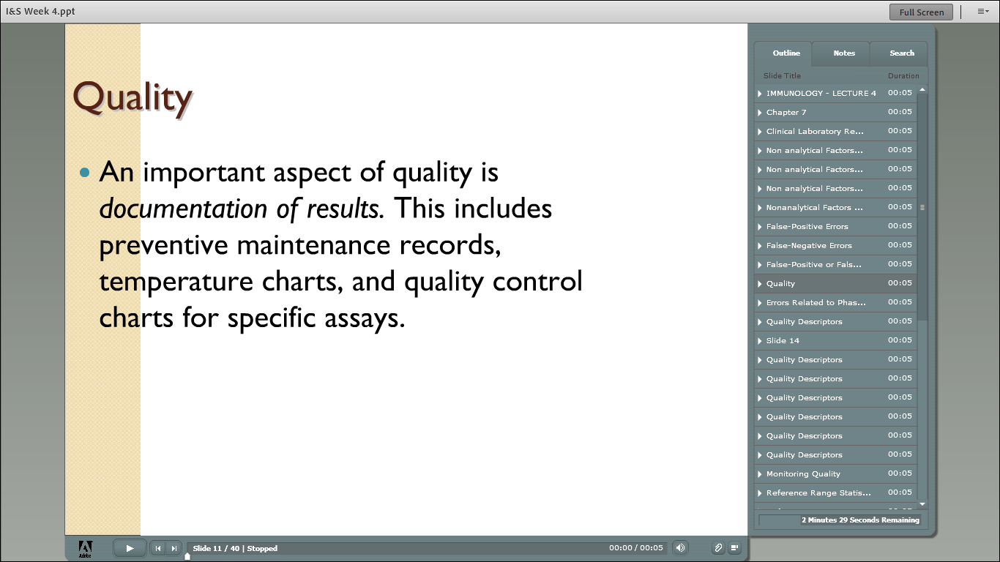 I&S Week 4.ppt
Full Screen
Quality
An important aspect of quality is
documentation of results. This includes
preventive maintenance records,
temperature charts, and quality control
charts for specific assays.
Outline Notes Search
Slide Title Duration
IMMUNOLOGY - LECTURE 4 00:05
Chapter 7 00:05
Clinical Laboratory Re... 00:05
Non analytical Factors... 00:05
Non analytical Factors... 00:05
Non analytical Factors... 00:05
Nonanalytical Factors ... 00:05
False-Positive Errors 00:05
False-Negative Errors 00:05
False-Positive or Fals... 00:05
Quality 00:05
Errors Related to Phas... 00:05
Quality Descriptors 00:05
Slide 14 00:05
Quality Descriptors 00:05
Quality Descriptors 00:05
Quality Descriptors 00:05
Quality Descriptors 00:05
Quality Descriptors 00:05
Quality Descriptors 00:05
Monitoring Quality 00:05
Reference Range Statis... 00:05
2 Minutes 29 Seconds Remaining
Adobe
Slide 11 / 40 | Stopped
00:00 / 00:05